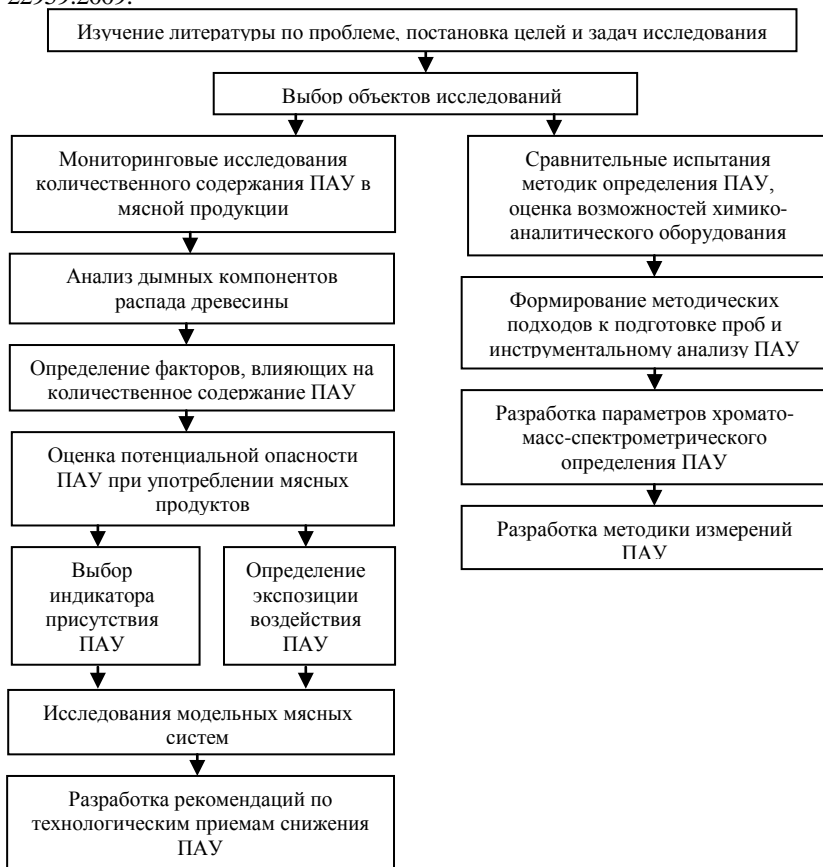 Изучение литературы по проблеме, постановка целей и задач исследования
Выбор объектов исследований
Мониторинговые исследования
количественного содержания ПАУ в
мясной продукции
Анализ дымных компонентов
распада древесины
Определение факторов, влияющих на
количественное содержание ПАУ
Оценка потенциальной опасности
ПАУ при употреблении мясных
продуктов
Выбор
индикатора
присутствия
ПАУ
Определение
экспозиции
воздействия
ПАУ
Исследования модельных мясных
систем
Разработка рекомендаций по
технологическим приемам снижения
ПАУ
Сравнительные испытания
методик определения ПАУ,
оценка возможностей химико-
аналитического оборудования
Формирование методических
подходов к подготовке проб и
инструментальному анализу ПАУ
Разработка параметров хромато-
масс-спектрометрического
определения ПАУ
Разработка методики измерений
ПАУ